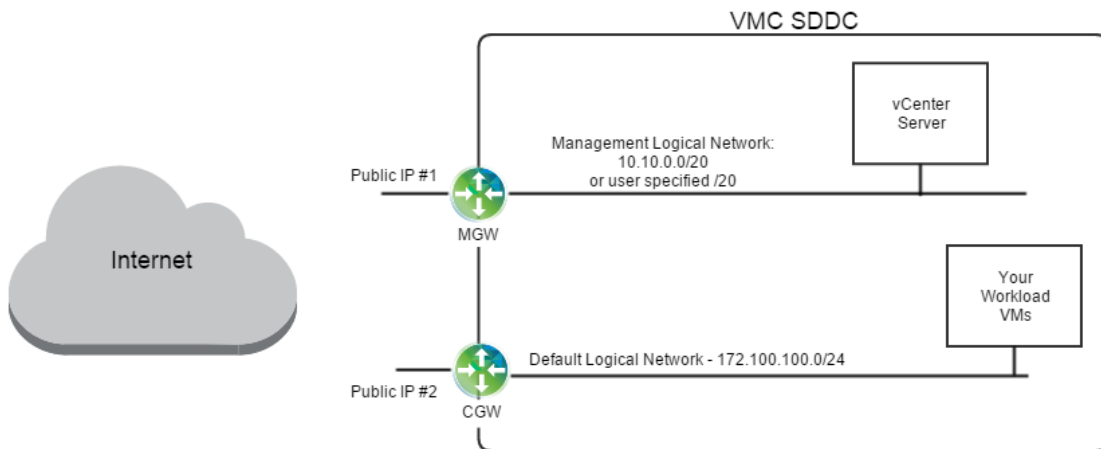 VMC SDDC
vCenter
Server
Management Logical Network:
10.10.0.0/20
or user specified /20
Public IP #1
MGW
Internet
Your
Workload
VMs
Default Logical Network - 172.100.100.0/24
Public IP #2
CGW